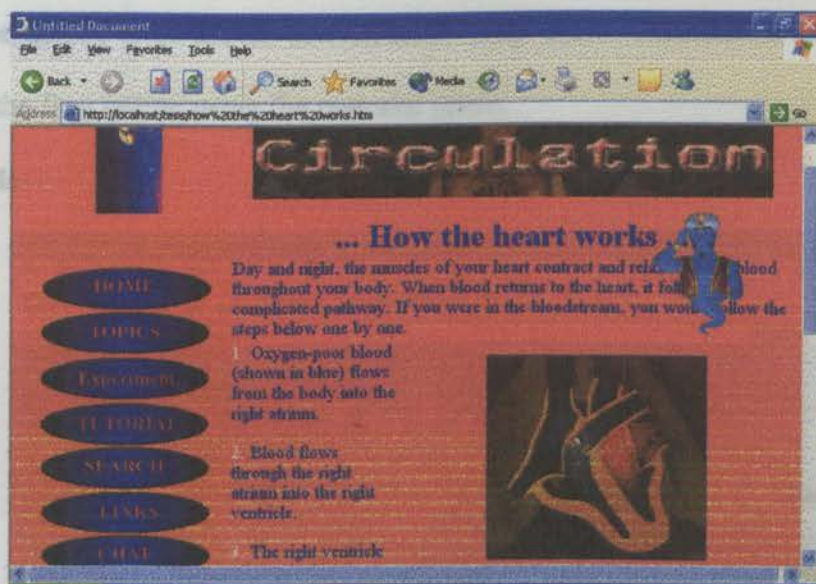 Untitled Document
File Edit View Favorites Tools Help
Back Search Favorites Media
Address http://localhost/tesis/how%20the%20heart%20works.htm Go
Circulation
... How the heart works
Day and night, the muscles of your heart contract and blood
throughout your body. When blood returns to the heart, it
complicated pathway. If you were in the bloodstream, you follow the
steps below one by one.
HOME
TOPICS
Experiment
TUTORIAL
SEARCH
LINKS
CHAT
1 Oxygen-poor blood
(shown in blue) flows
from the body into the
right atrium.
2. Blood flows
through the right
atrium into the right
ventricle.
3 The right ventricle